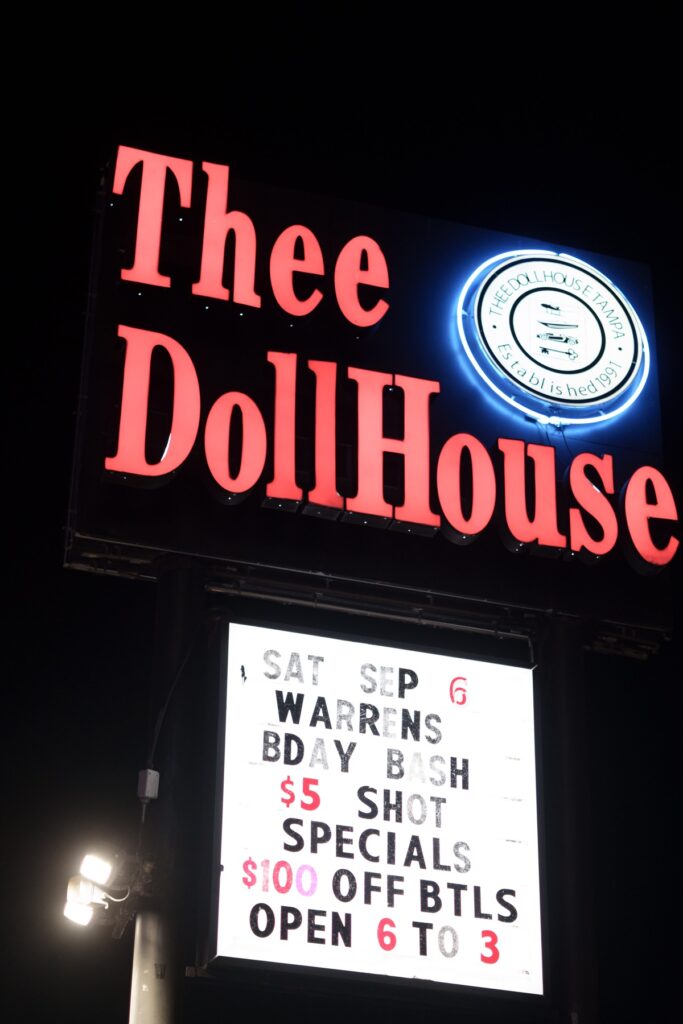 Thee
DollHouse
THEE DOLLHOUSE TAMPA
Established 1991
SAT SEP 6
WARRENS
BDAY BASH
$5 SHOT
SPECIALS
$100 OFF BTLS
OPEN 6 TO 3